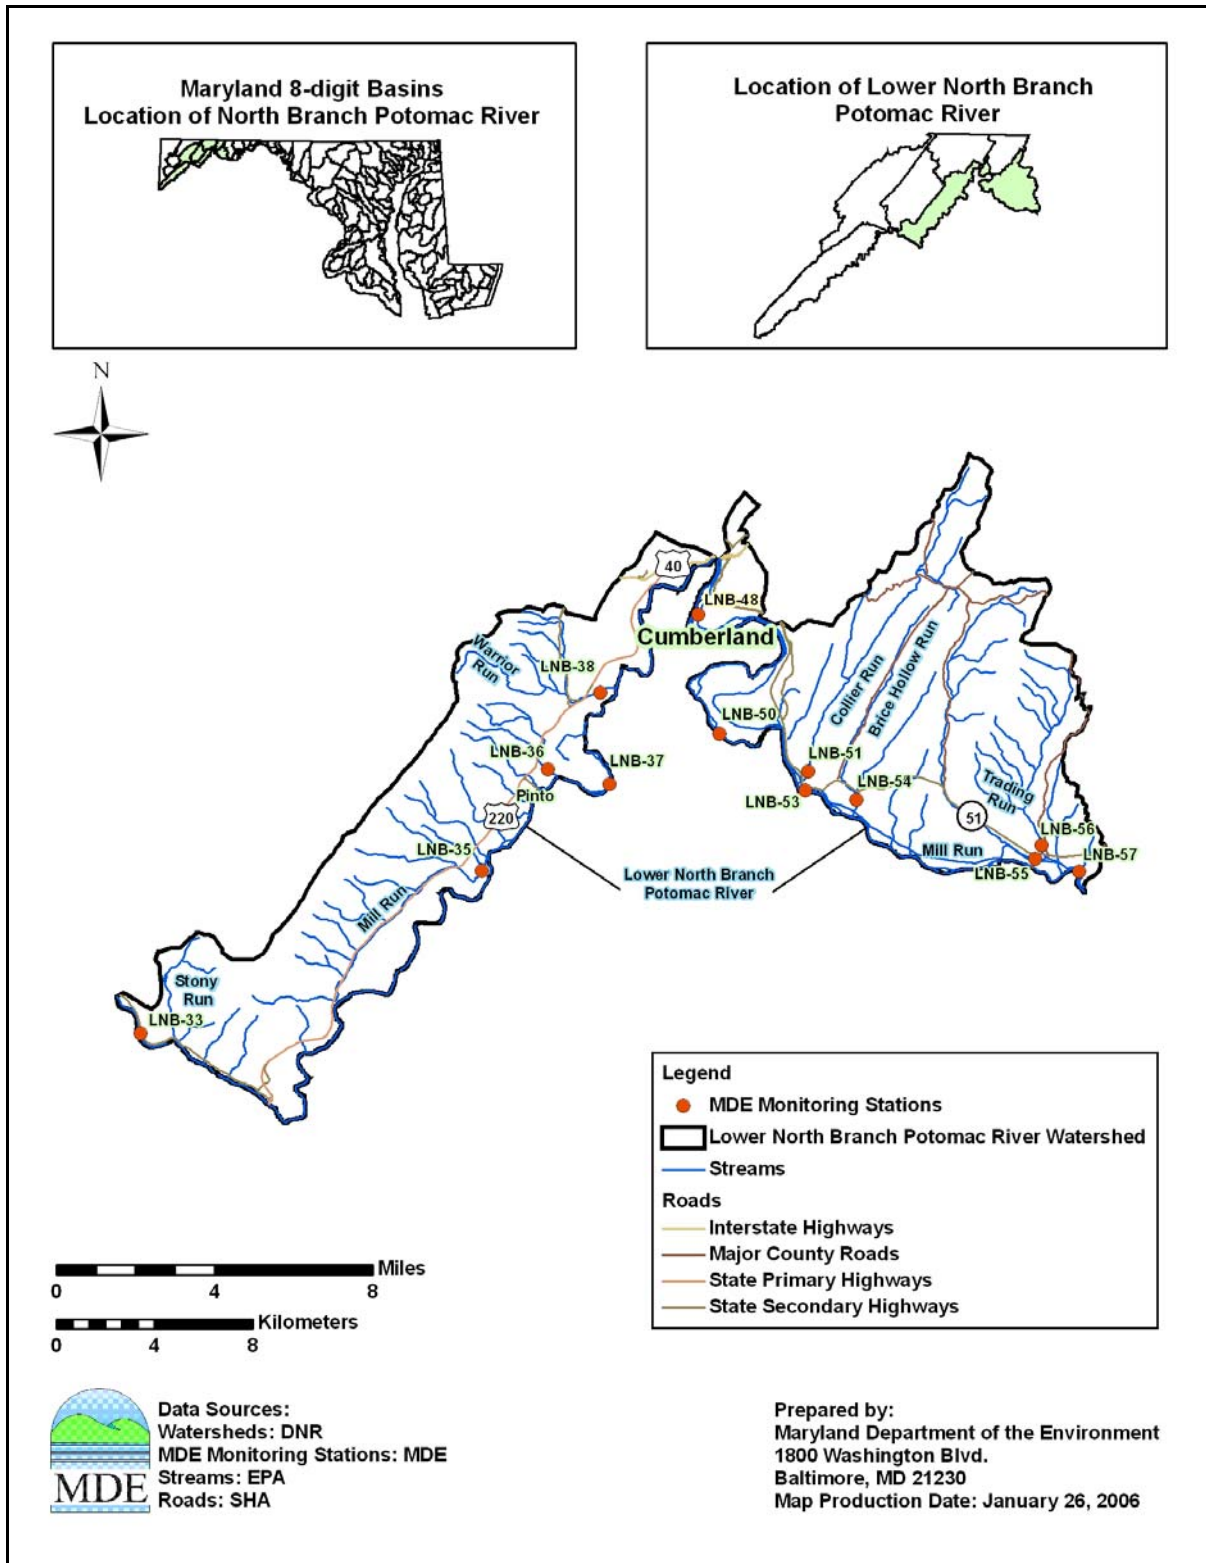 Maryland 8-digit Basins
Location of North Branch Potomac River
Location of Lower North Branch
Potomac River
N
40
LNB-48
Cumberland
Warrior
Run
LNB-38
Collier Run
Brice Hollow Run
LNB-50
LNB-36
LNB-37
LNB-51
Pinto
LNB-53
LNB-54
Trading
Run
220
51
LNB-56
LNB-35
Mill Run
LNB-57
LNB-55
Lower North Branch
Potomac River
Mill Run
Stony
Run
LNB-33
Legend
MDE Monitoring Stations
Lower North Branch Potomac River Watershed
Streams
Roads
Interstate Highways
Major County Roads
State Primary Highways
State Secondary Highways
Miles
0 4 8
Kilometers
0 4 8
MDE
Data Sources:
Watersheds: DNR
MDE Monitoring Stations: MDE
Streams: EPA
Roads: SHA
Prepared by:
Maryland Department of the Environment
1800 Washington Blvd.
Baltimore, MD 21230
Map Production Date: January 26, 2006